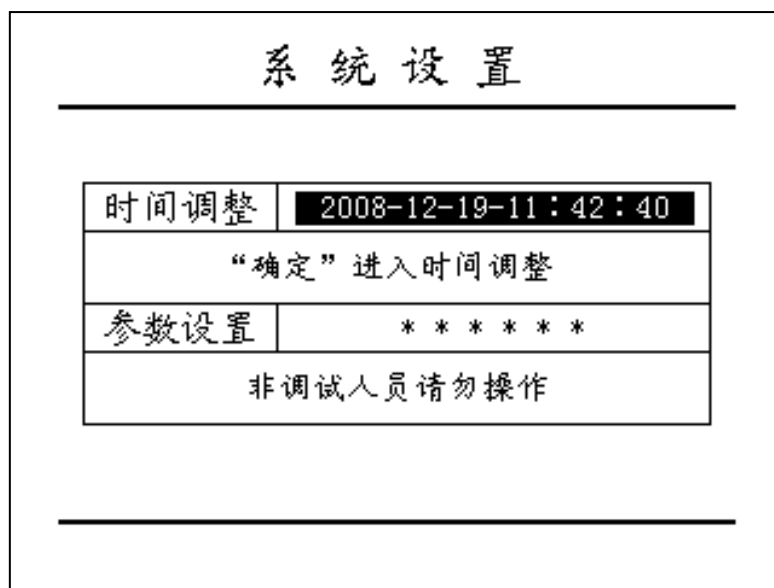 系统设置
时间调整 2008-12-19-11：42：40
“确定”进入时间调整
参数设置 * * * * * *
非调试人员请勿操作